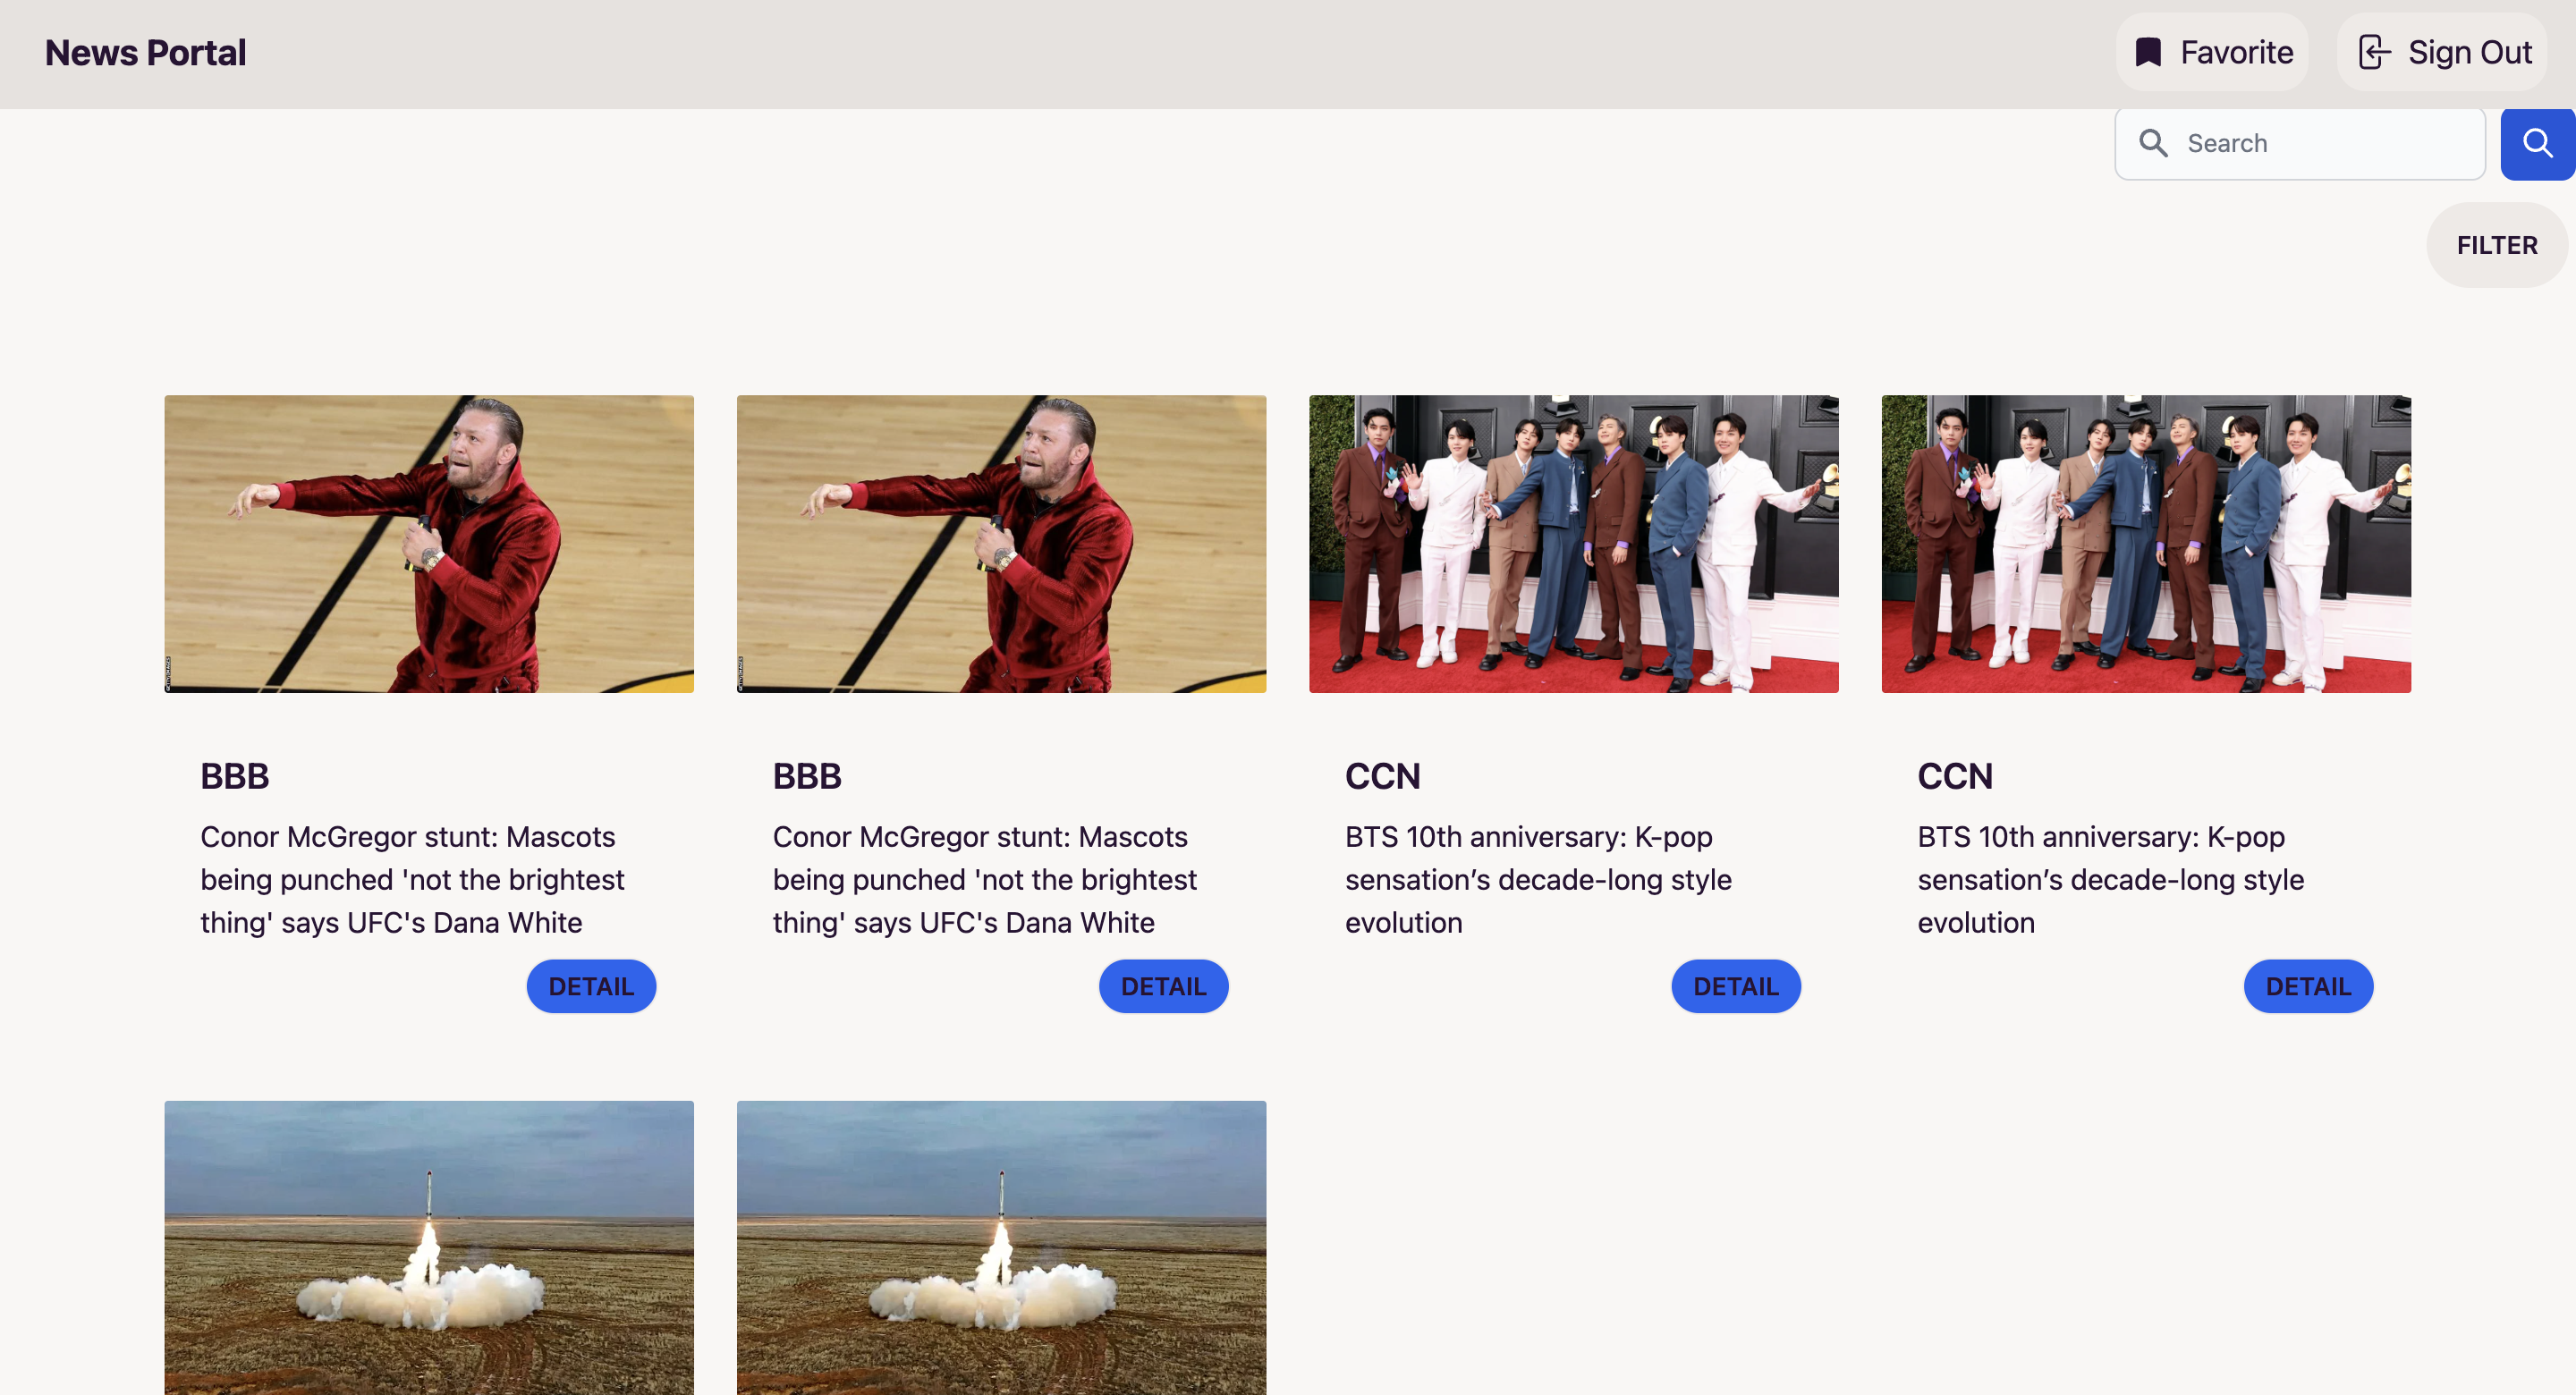 News Portal
Favorite
Sign Out
Search
FILTER
BBB
Conor McGregor stunt: Mascots
being punched 'not the brightest
thing' says UFC's Dana White
DETAIL
BBB
Conor McGregor stunt: Mascots
being punched 'not the brightest
thing' says UFC's Dana White
DETAIL
CCN
BTS 10th anniversary: K-pop
sensation’s decade-long style
evolution
DETAIL
CCN
BTS 10th anniversary: K-pop
sensation’s decade-long style
evolution
DETAIL